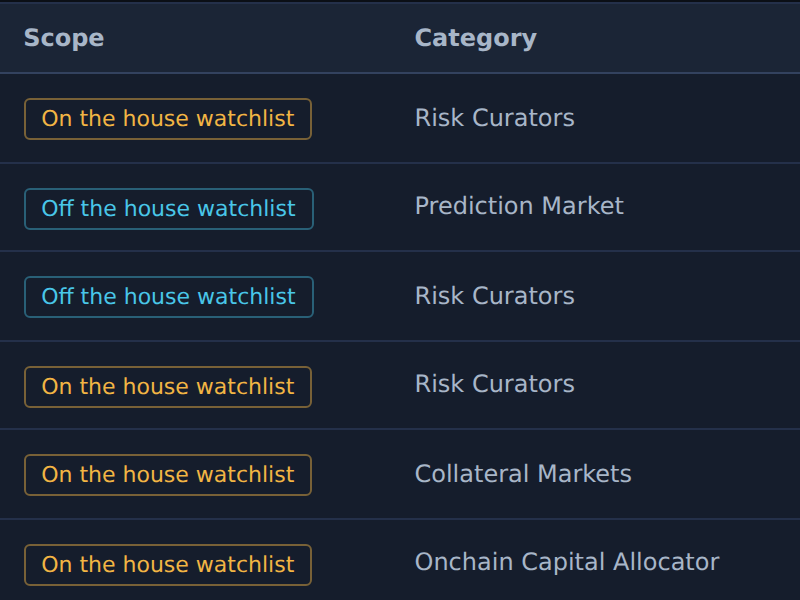 Scope Category
On the house watchlist Risk Curators
Off the house watchlist Prediction Market
Off the house watchlist Risk Curators
On the house watchlist Risk Curators
On the house watchlist Collateral Markets
On the house watchlist Onchain Capital Allocator